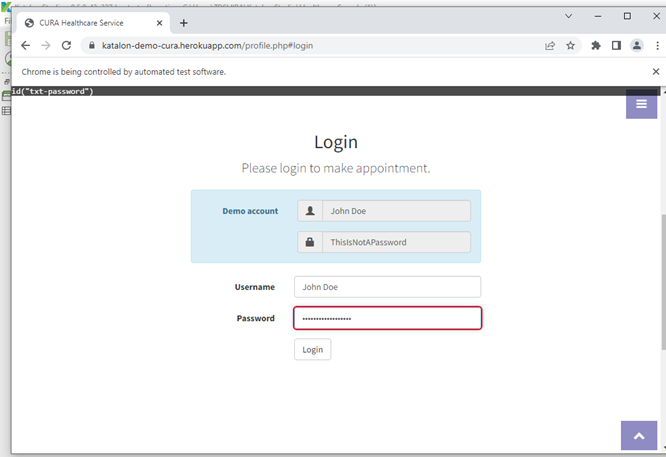 CURA Healthcare Service
katalon-demo-cura.herokuapp.com/profile.php#login
Chrome is being controlled by automated test software.
id("txt-password")
Login
Please login to make appointment.
Demo account
John Doe
ThisIsNotAPassword
Username
John Doe
Password
••••••••••••••••••
Login